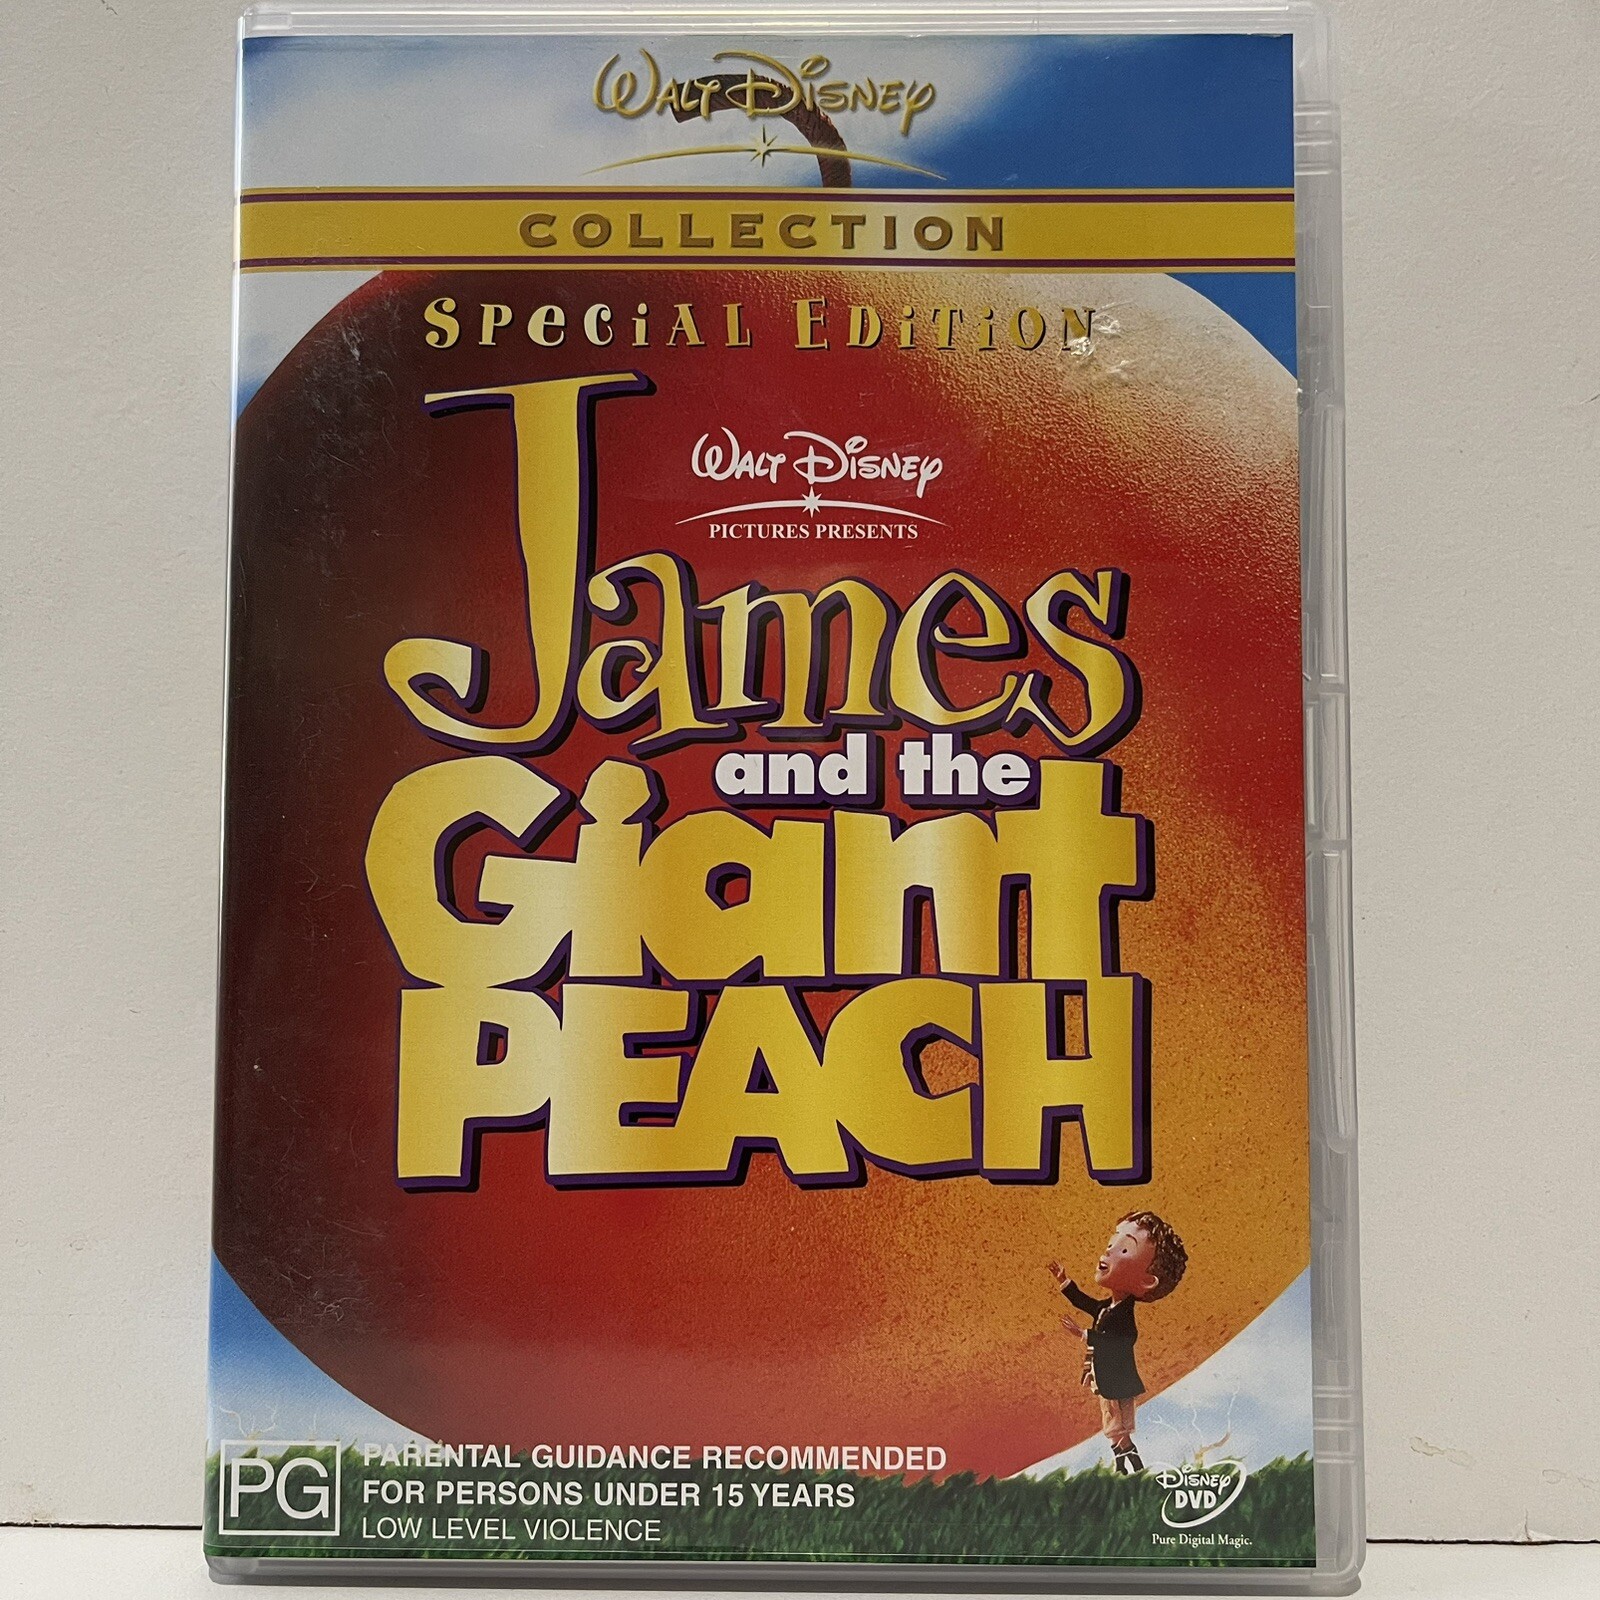 WALT DISNEY
COLLECTION
SPECiAL EDiTiON
WALT DISNEY
PICTURES PRESENTS
James
and the
Giant
PEACH
PG
PARENTAL GUIDANCE RECOMMENDED
FOR PERSONS UNDER 15 YEARS
LOW LEVEL VIOLENCE
DISNEY
DVD
Pure Digital Magic.